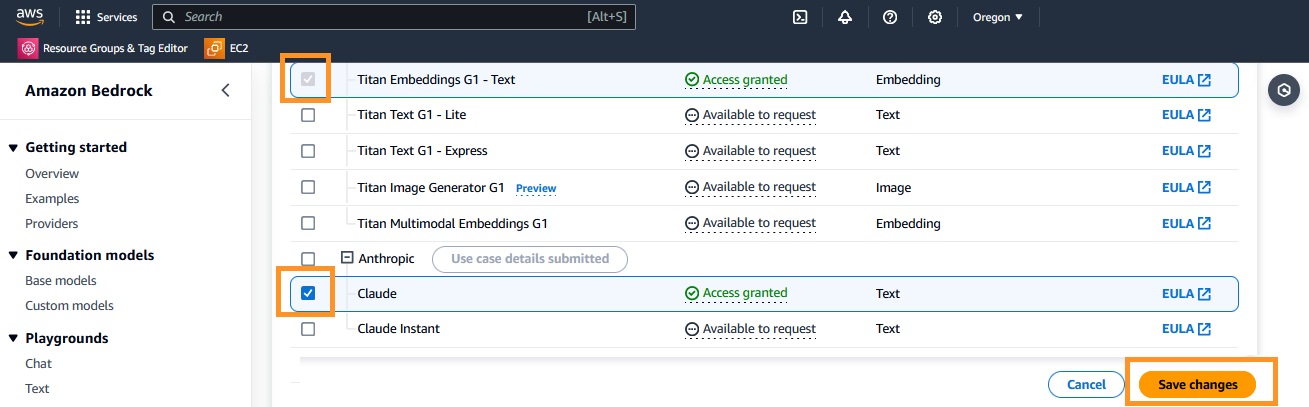 aws Services Search [Alt+S] Oregon
Resource Groups & Tag Editor EC2
Amazon Bedrock
Getting started
Overview
Examples
Providers
Foundation models
Base models
Custom models
Playgrounds
Chat
Text
Titan Embeddings G1 - Text Access granted Embedding EULA
Titan Text G1 - Lite Available to request Text EULA
Titan Text G1 - Express Available to request Text EULA
Titan Image Generator G1 Preview Available to request Image EULA
Titan Multimodal Embeddings G1 Available to request Embedding EULA
Anthropic Use case details submitted
Claude Access granted Text EULA
Claude Instant Available to request Text EULA
Cancel Save changes